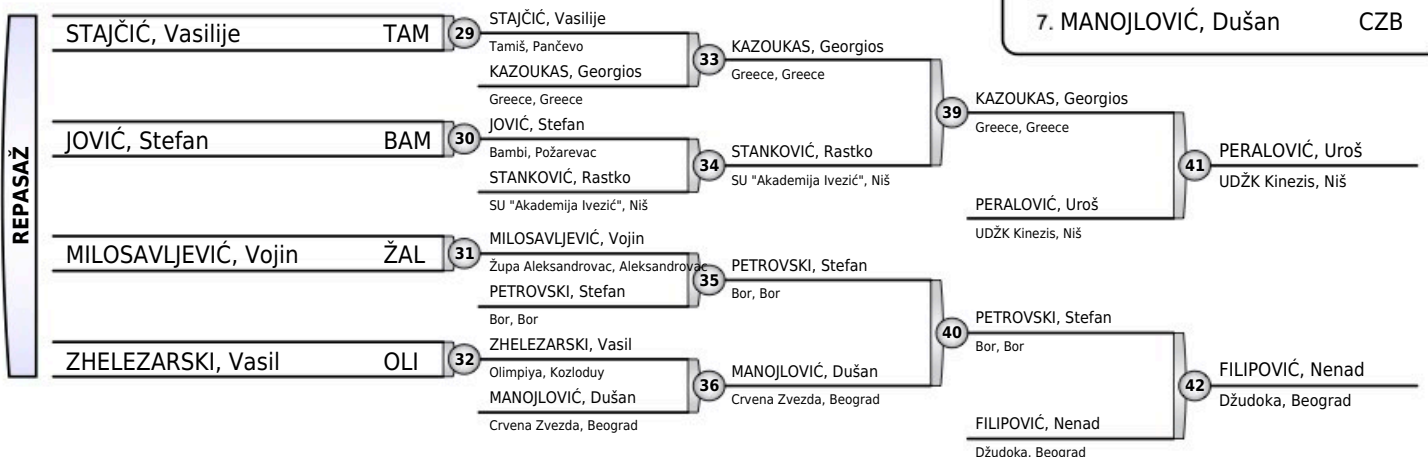 7. MANOJLOVIĆ, Dušan CZB
REPASAŽ
STAJČIĆ, Vasilije TAM
JOVIĆ, Stefan BAM
MILOSAVLJEVIĆ, Vojin ŽAL
ZHELEZARSKI, Vasil OLI
29
STAJČIĆ, Vasilije
Tamiš, Pančevo
KAZOUKAS, Georgios
Greece, Greece
30
JOVIĆ, Stefan
Bambi, Požarevac
STANKOVIĆ, Rastko
SU "Akademija Ivezić", Niš
31
MILOSAVLJEVIĆ, Vojin
Župa Aleksandrovac, Aleksandrovac
PETROVSKI, Stefan
Bor, Bor
32
ZHELEZARSKI, Vasil
Olimpiya, Kozloduy
MANOJLOVIĆ, Dušan
Crvena Zvezda, Beograd
33
KAZOUKAS, Georgios
Greece, Greece
34
STANKOVIĆ, Rastko
SU "Akademija Ivezić", Niš
35
PETROVSKI, Stefan
Bor, Bor
36
MANOJLOVIĆ, Dušan
Crvena Zvezda, Beograd
39
KAZOUKAS, Georgios
Greece, Greece
PERALOVIĆ, Uroš
UDŽK Kinezis, Niš
40
PETROVSKI, Stefan
Bor, Bor
FILIPOVIĆ, Nenad
Džudoka, Beograd
41
PERALOVIĆ, Uroš
UDŽK Kinezis, Niš
42
FILIPOVIĆ, Nenad
Džudoka, Beograd